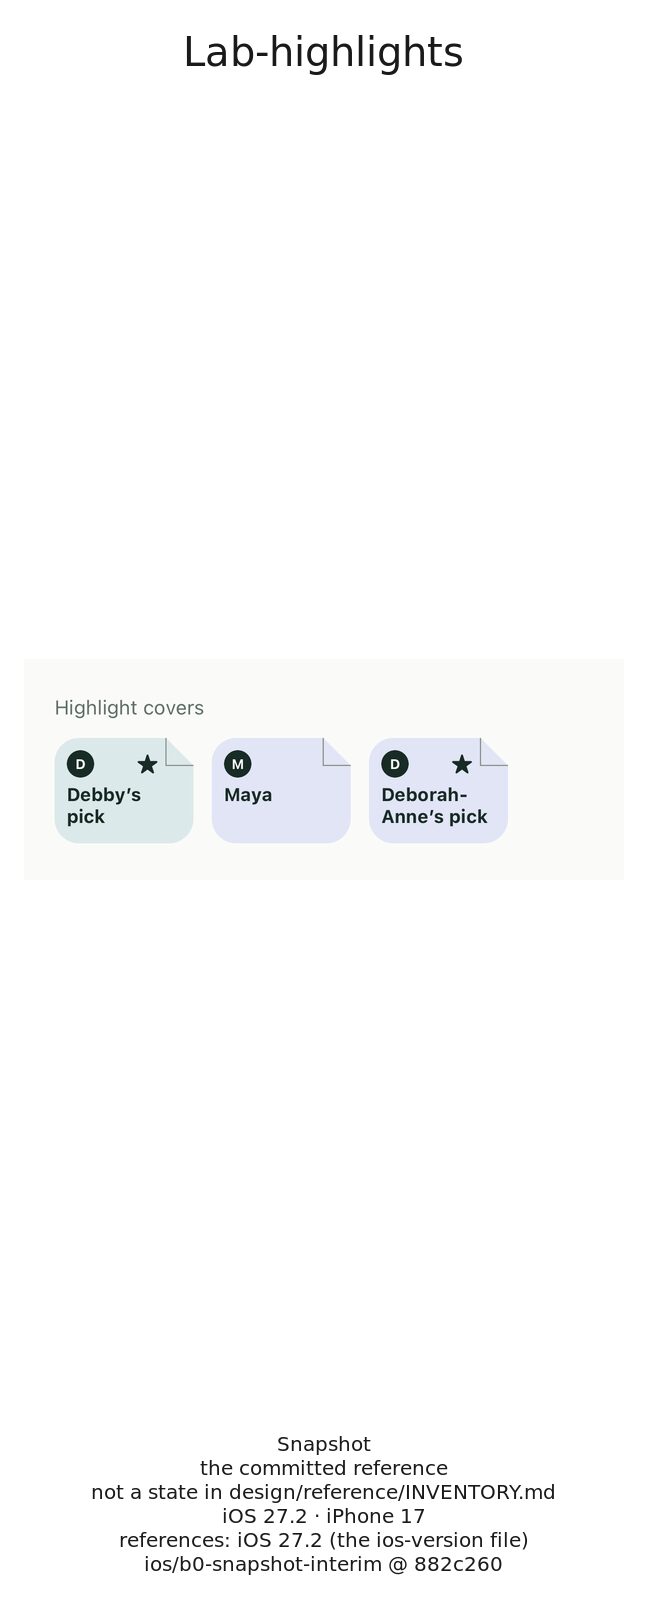 Lab-highlights
Highlight covers
D
Debby’s
pick
M
Maya
D
Deborah-
Anne’s pick
Snapshot
the committed reference
not a state in design/reference/INVENTORY.md
iOS 27.2 · iPhone 17
references: iOS 27.2 (the ios-version file)
ios/b0-snapshot-interim @ 882c260